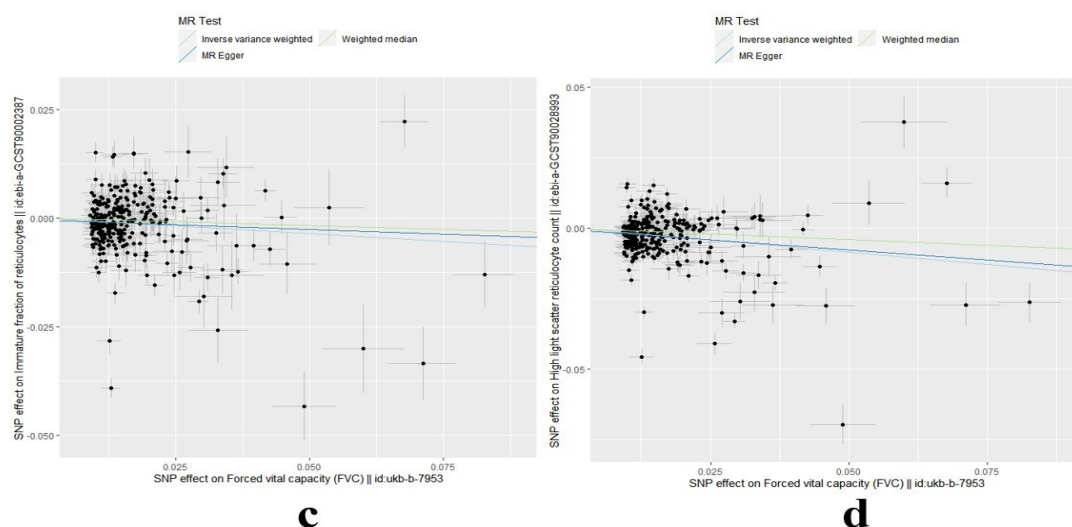 MR Test
Inverse variance weighted
Weighted median
MR Egger
SNP effect on Immature fraction of reticulocytes || id:ebi-a-GCST90002387
0.025
0.000
-0.025
-0.050
0.025
0.050
0.075
SNP effect on Forced vital capacity (FVC) || id:ukb-b-7953
c
MR Test
Inverse variance weighted
Weighted median
MR Egger
SNP effect on High light scatter reticulocyte count || id:ebi-a-GCST90028993
0.05
0.00
-0.05
0.025
0.050
0.075
SNP effect on Forced vital capacity (FVC) || id:ukb-b-7953
d